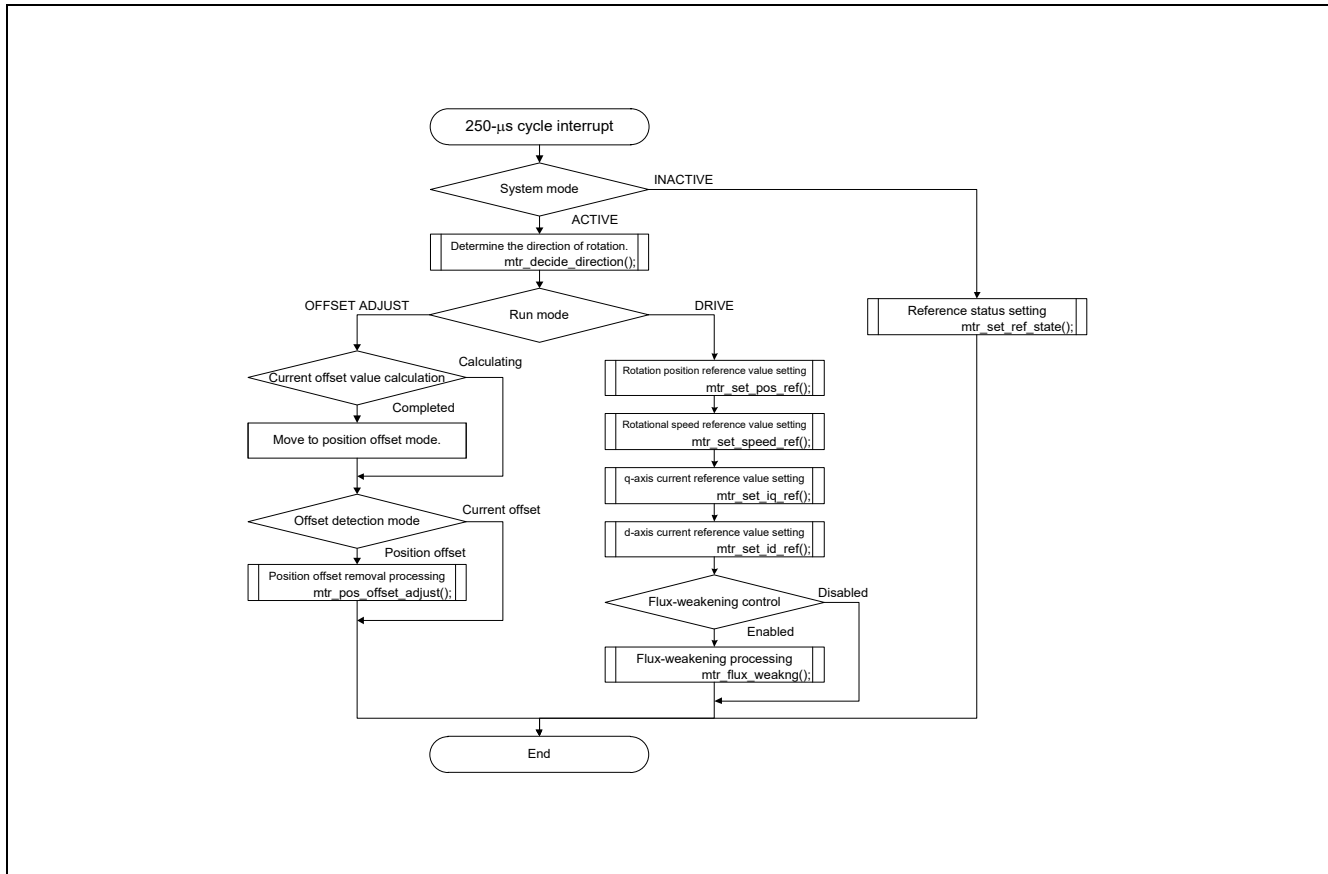 250-μs cycle interrupt
System mode
INACTIVE
ACTIVE
Determine the direction of rotation.
mtr_decide_direction();
OFFSET ADJUST
Run mode
DRIVE
Reference status setting
mtr_set_ref_state();
Calculating
Current offset value calculation
Completed
Move to position offset mode.
Offset detection mode
Current offset
Position offset
Position offset removal processing
mtr_pos_offset_adjust();
Rotation position reference value setting
mtr_set_pos_ref();
Rotational speed reference value setting
mtr_set_speed_ref();
q-axis current reference value setting
mtr_set_iq_ref();
d-axis current reference value setting
mtr_set_id_ref();
Flux-weakening control
Disabled
Enabled
Flux-weakening processing
mtr_flux_weakng();
End